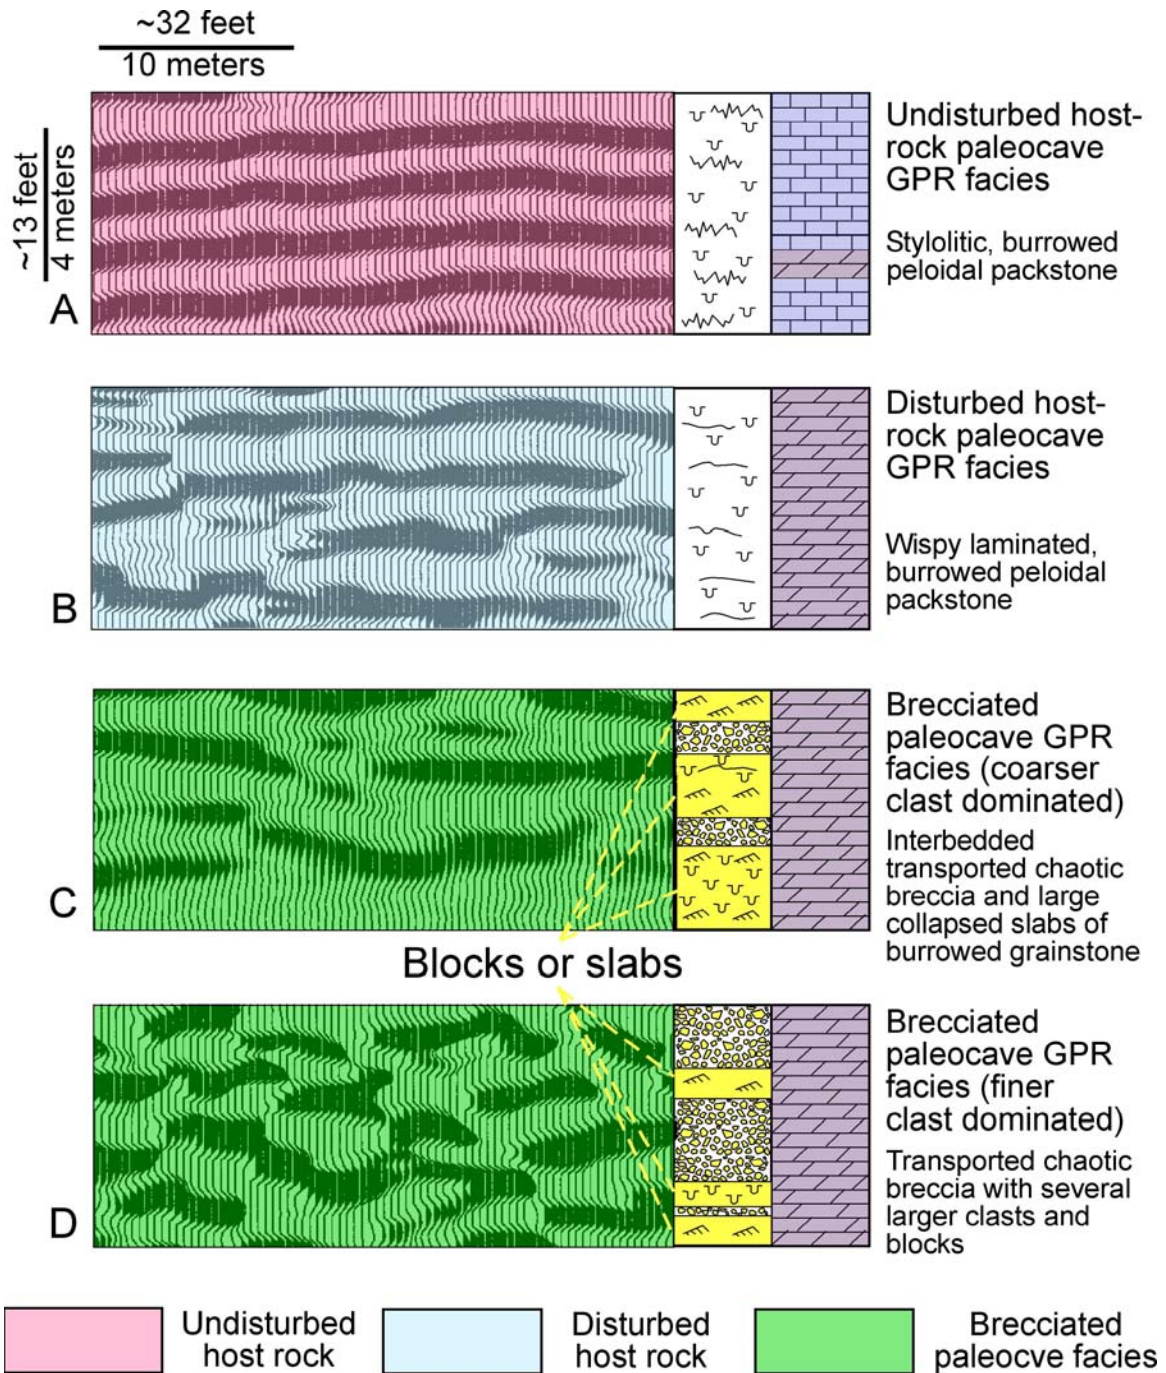 ~32 feet
10 meters
~13 feet
4 meters
A
Undisturbed host-
rock paleocave
GPR facies
Stylolitic, burrowed
peloidal packstone
B
Disturbed host-
rock paleocave
GPR facies
Wispy laminated,
burrowed peloidal
packstone
C
Brecciated
paleocave GPR
facies (coarser
clast dominated)
Interbedded
transported chaotic
breccia and large
collapsed slabs of
burrowed grainstone
Blocks or slabs
D
Brecciated
paleocave GPR
facies (finer
clast dominated)
Transported chaotic
breccia with several
larger clasts and
blocks
Undisturbed
host rock
Disturbed
host rock
Brecciated
paleocve facies